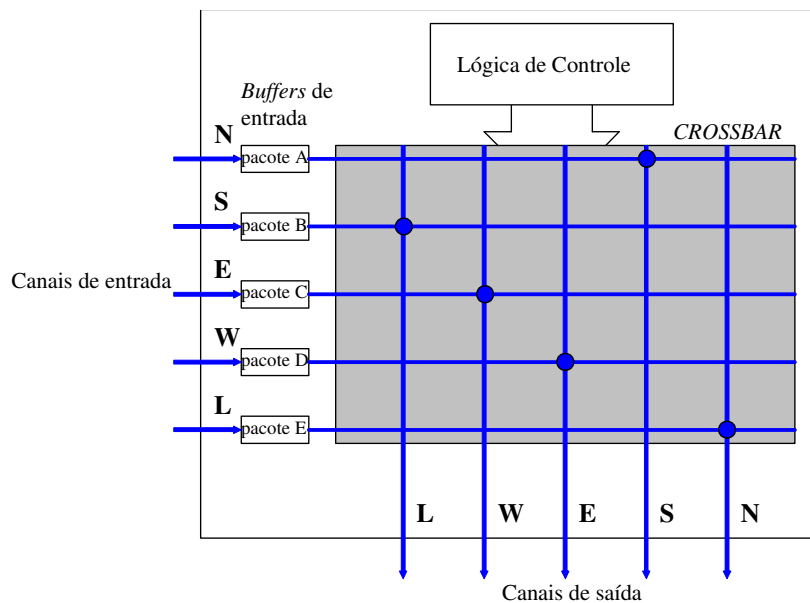 Lógica de Controle
Buffers de
entrada
CROSSBAR
N
pacote A
S
pacote B
Canais de entrada
E
pacote C
W
pacote D
L
pacote E
L W E S N
Canais de saída